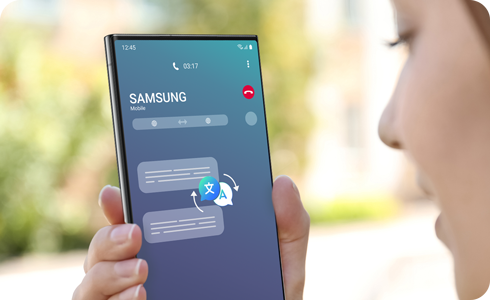 12:45
03:17
SAMSUNG
Mobile
文
A